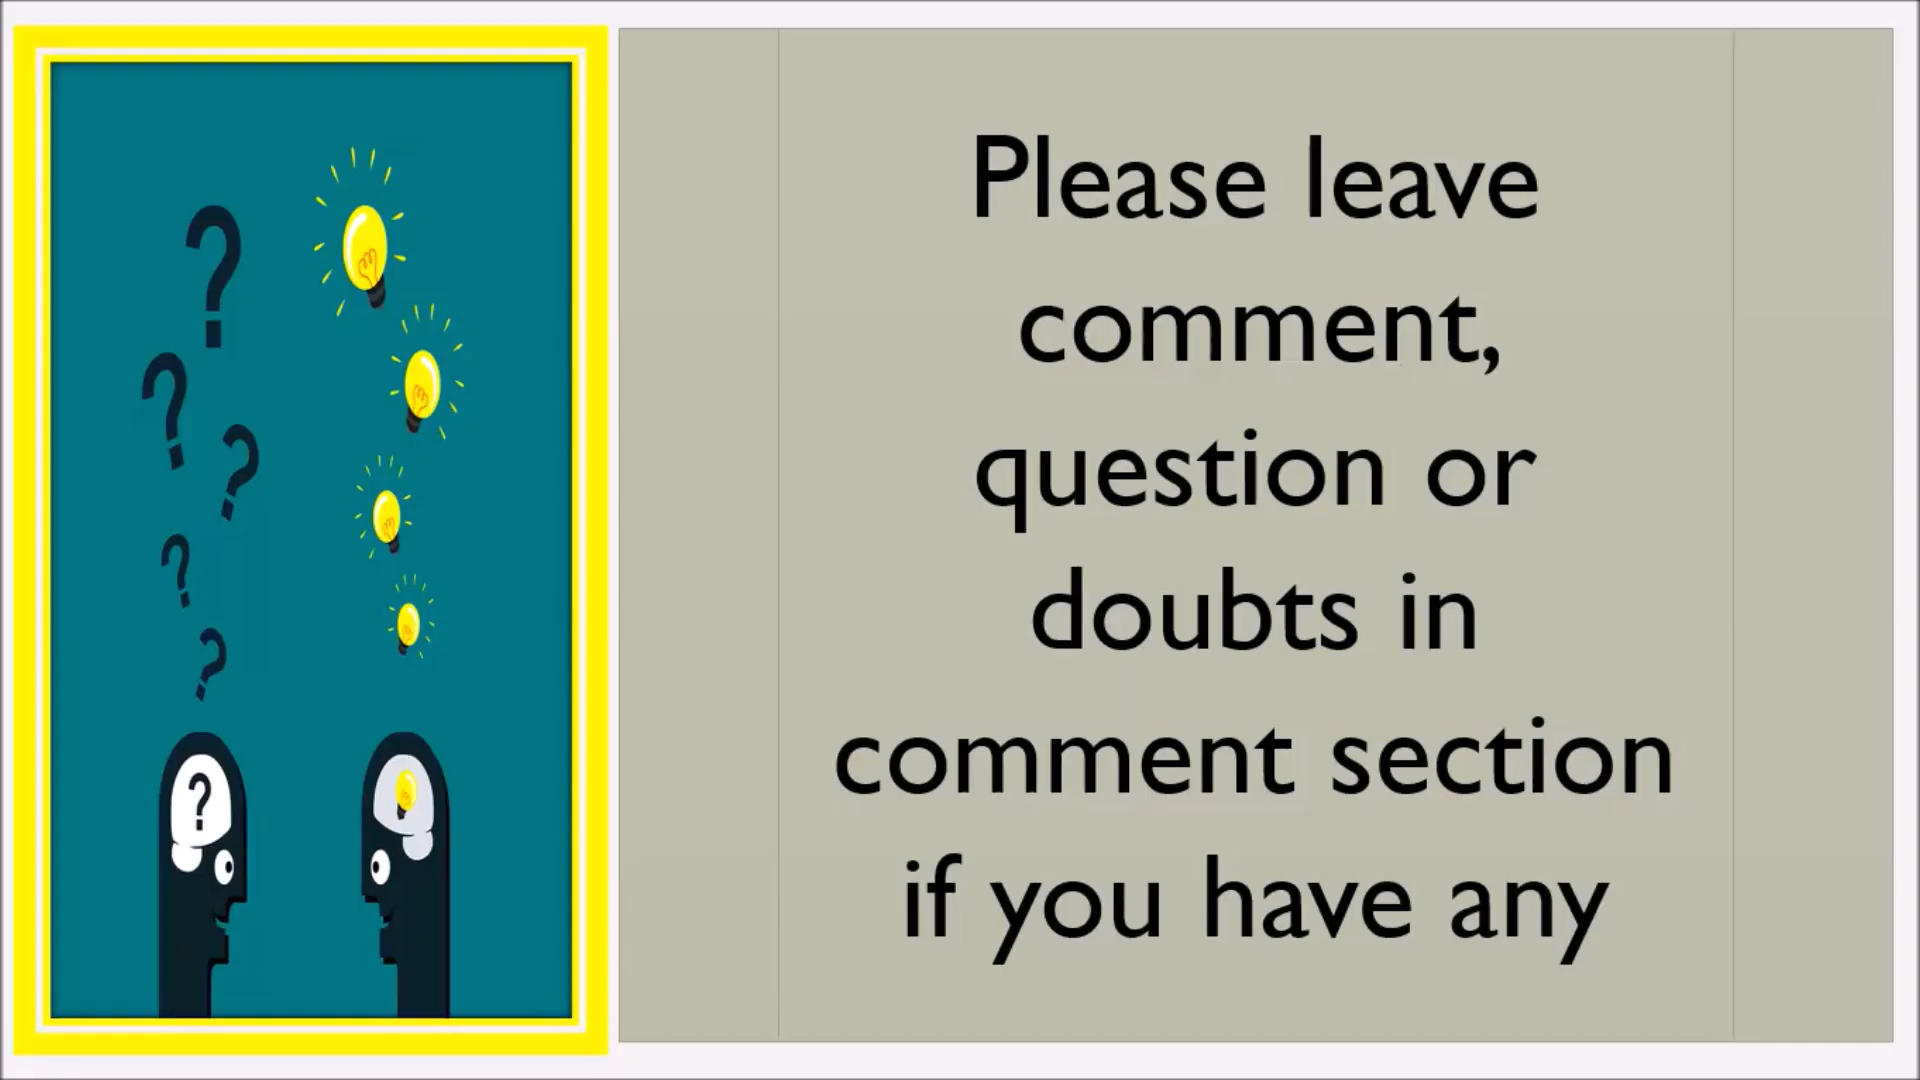 Please leave
comment,
question or
doubts in
comment section
if you have any
?
?
?
?
?
?